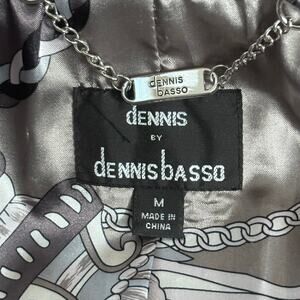 dENNIS
bASSO
dENNIS
BY
dENNISbASSO
M
MADE IN
CHINA